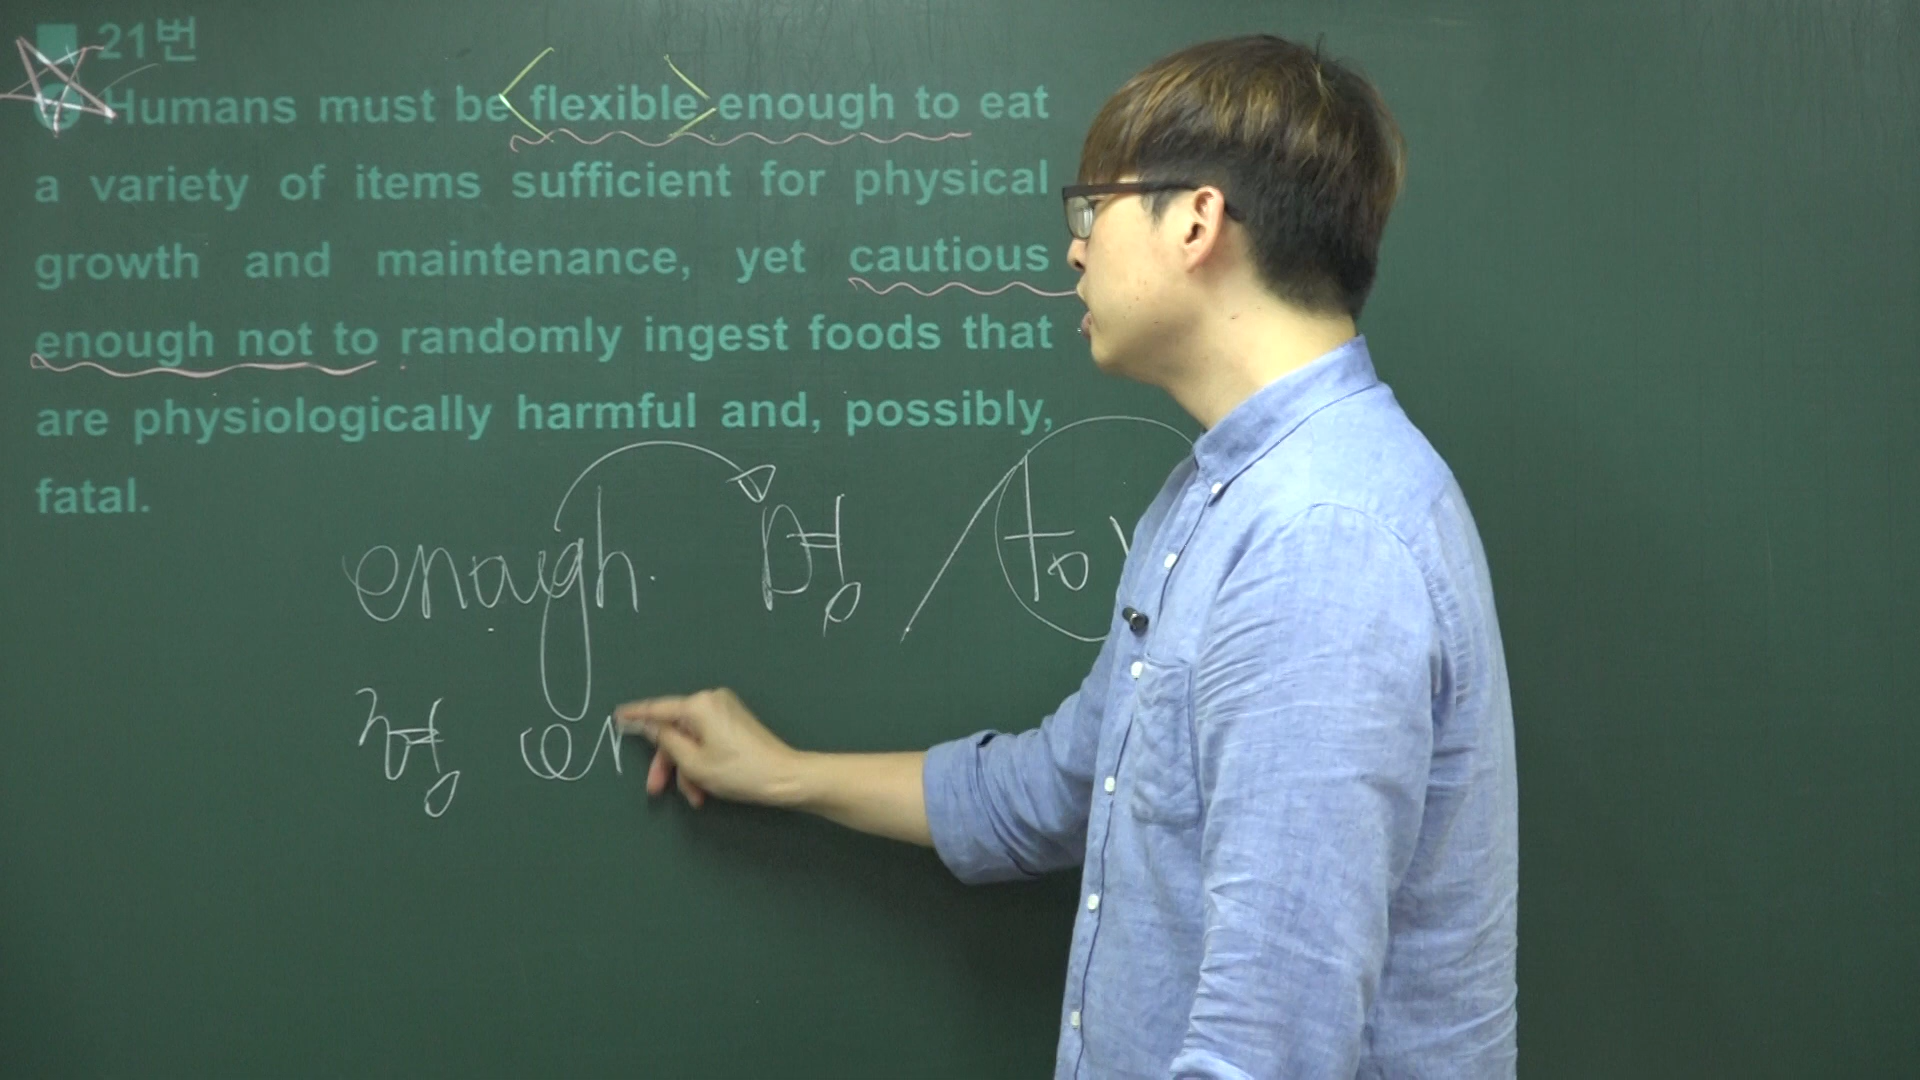 21번
Humans must be <flexible> enough to eat
a variety of items sufficient for physical
growth and maintenance, yet cautious
enough not to randomly ingest foods that
are physiologically harmful and, possibly,
fatal.
enough. 명 / to
형 en